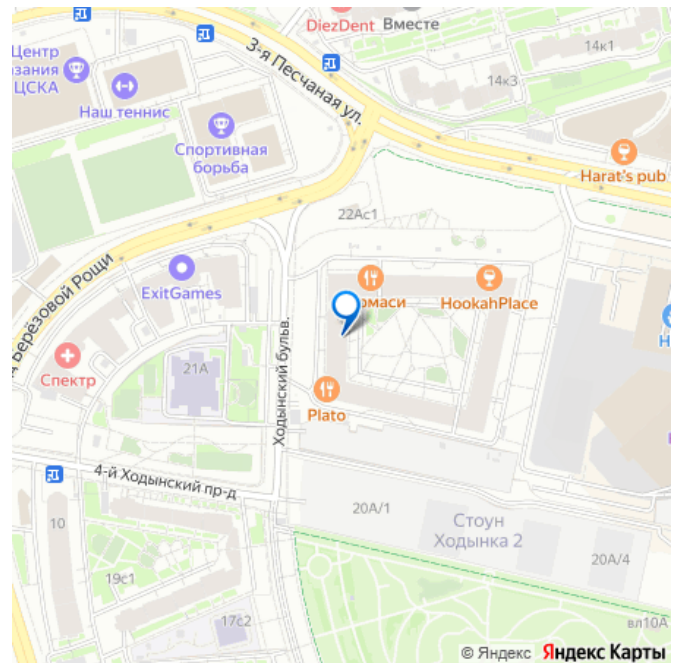 DiezDent
Вместе
14к1
Центр
ЦСКА
Наш теннис
3-я Песчаная ул.
14к3
Спортивная
борьба
Harat's pub
22Ас1
ExitGames
HookahPlace
Берёзовой Рощи
Ходынский бульв.
Спектр
21А
Plato
4-й Ходынский пр-д
20А/1
Стоун
Ходынка 2
10
20А/4
19с1
17с2
вл10А
© Яндекс Яндекс Карты